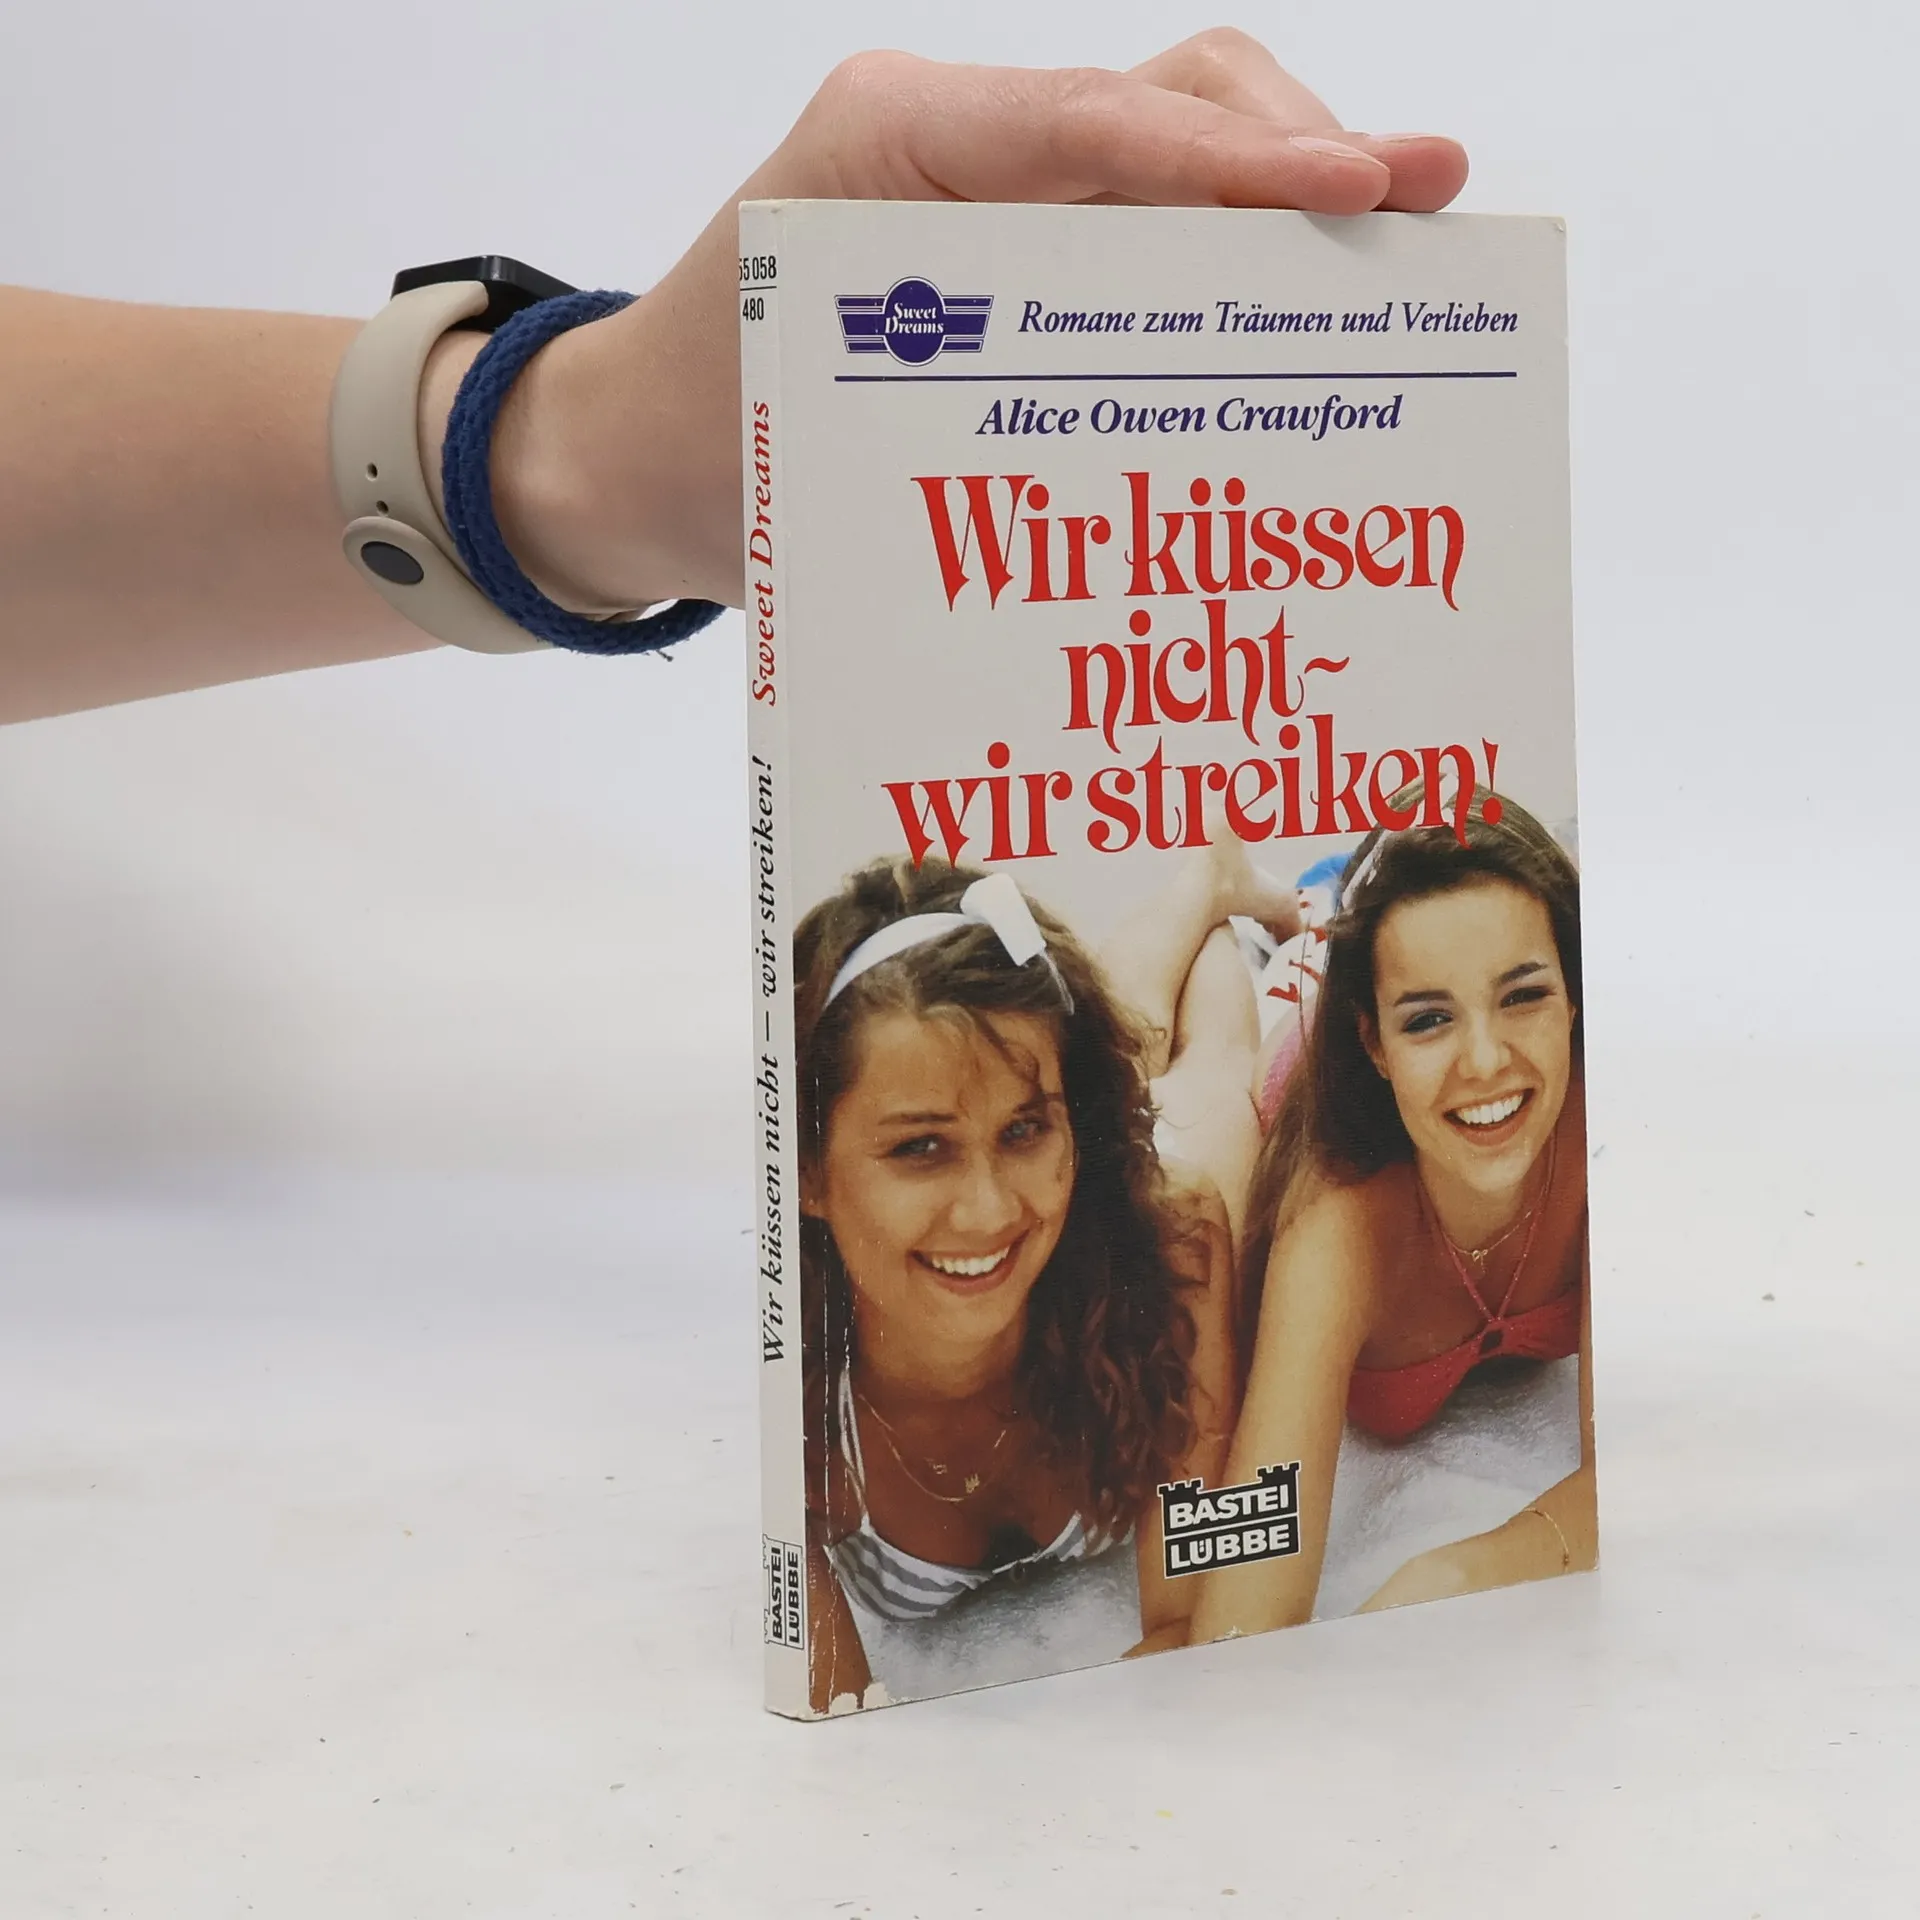 55 058
480
Sweet Dreams
Wir küssen nicht – wir streiken!
BASTEI
LÜBBE
Sweet
Dreams
Romane zum Träumen und Verlieben
Alice Owen Crawford
Wir küssen
nicht~
wir streiken!
BASTEI
LÜBBE